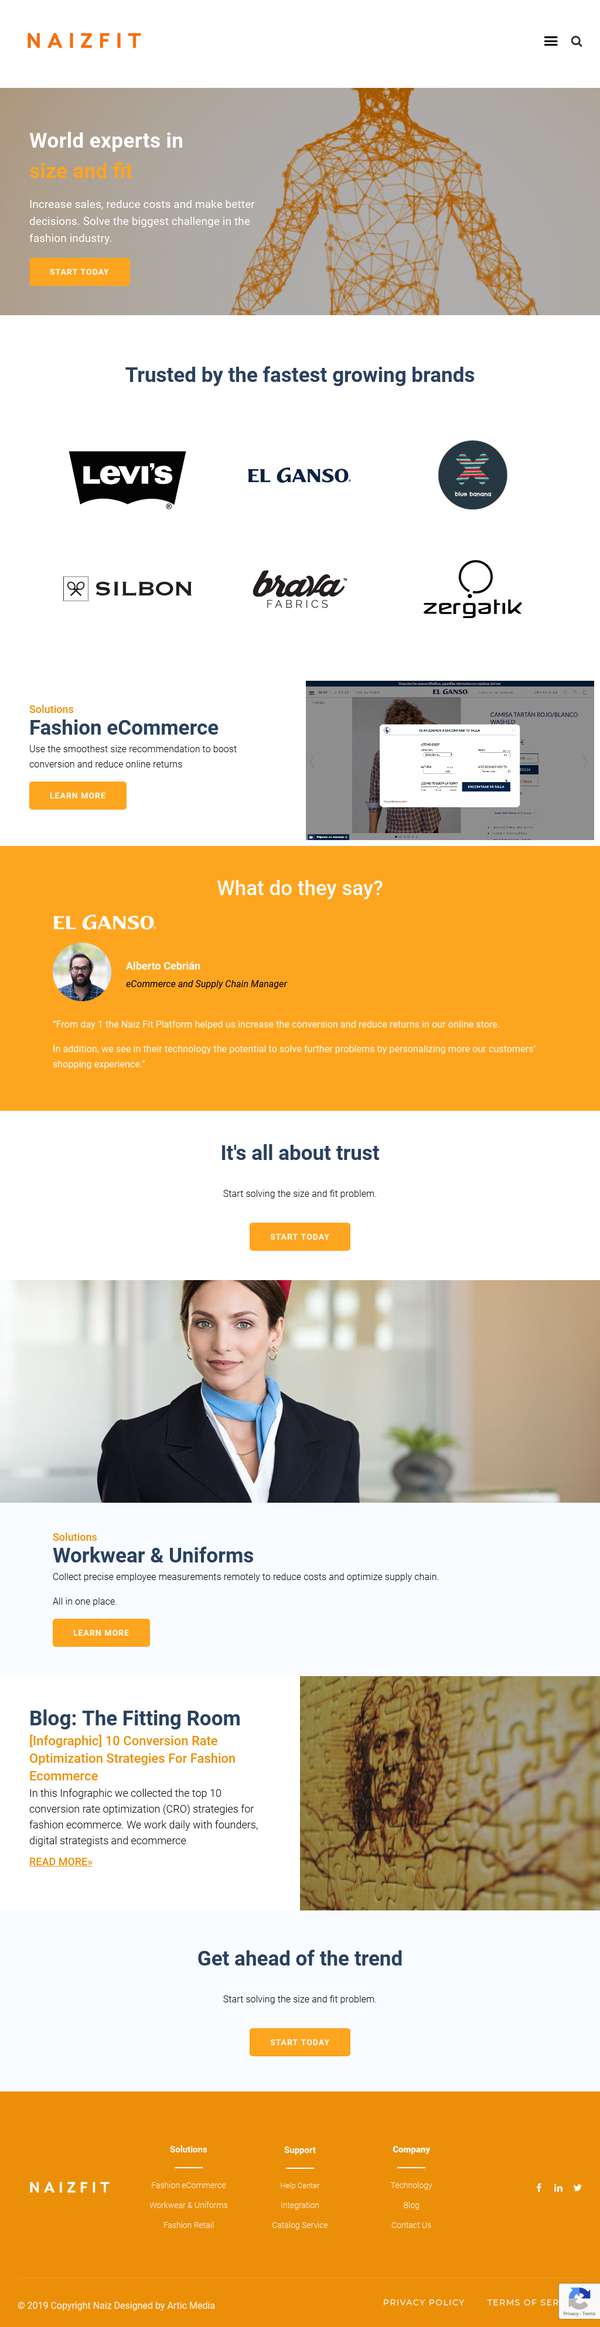 NAIZFIT
World experts in
size and fit
Increase sales, reduce costs and make better
decisions. Solve the biggest challenge in the
fashion industry.
START TODAY
Trusted by the fastest growing brands
LEVI'S
®
EL GANSO
blue banana
SILBON
brava
FABRICS
zergatik
Solutions
Fashion eCommerce
Use the smoothest size recommendation to boost
conversion and reduce online returns
LEARN MORE
EL GANSO
CAMISA TARTÁN ROJO/BLANCO
WASHED
What do they say?
EL GANSO
Alberto Cebrián
eCommerce and Supply Chain Manager
"From day 1 the Naiz Fit Platform helped us increase the conversion and reduce returns in our online store.
In addition, we see in their technology the potential to solve further problems by personalizing more our customers'
shopping experience."
It's all about trust
Start solving the size and fit problem.
START TODAY
Solutions
Workwear & Uniforms
Collect precise employee measurements remotely to reduce costs and optimize supply chain.
All in one place.
LEARN MORE
Blog: The Fitting Room
[Infographic] 10 Conversion Rate
Optimization Strategies For Fashion
Ecommerce
In this Infographic we collected the top 10
conversion rate optimization (CRO) strategies for
fashion ecommerce. We work daily with founders,
digital strategists and ecommerce
READ MORE»
Get ahead of the trend
Start solving the size and fit problem.
START TODAY
NAIZFIT
Solutions
Fashion eCommerce
Workwear & Uniforms
Fashion Retail
Support
Help Center
Integration
Catalog Service
Company
Technology
Blog
Contact Us
© 2019 Copyright Naiz Designed by Artic Media
PRIVACY POLICY
TERMS OF SER
Privacy - Terms